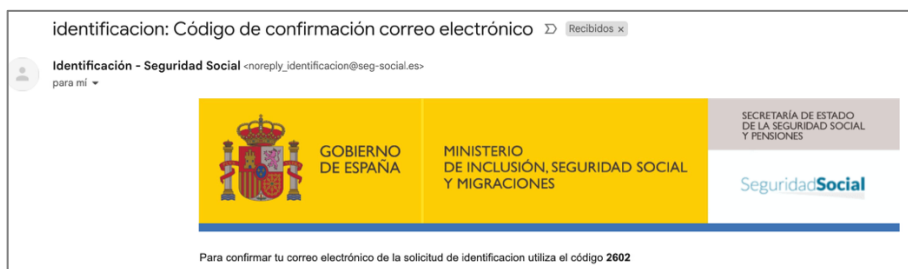 identificacion: Código de confirmación correo electrónico Recibidos x
Identificación - Seguridad Social <noreply_identificacion@seg-social.es>
para mí
SECRETARÍA DE ESTADO
DE LA SEGURIDAD SOCIAL
Y PENSIONES
GOBIERNO
DE ESPAÑA
MINISTERIO
DE INCLUSIÓN, SEGURIDAD SOCIAL
Y MIGRACIONES
SeguridadSocial
Para confirmar tu correo electrónico de la solicitud de identificacion utiliza el código 2602